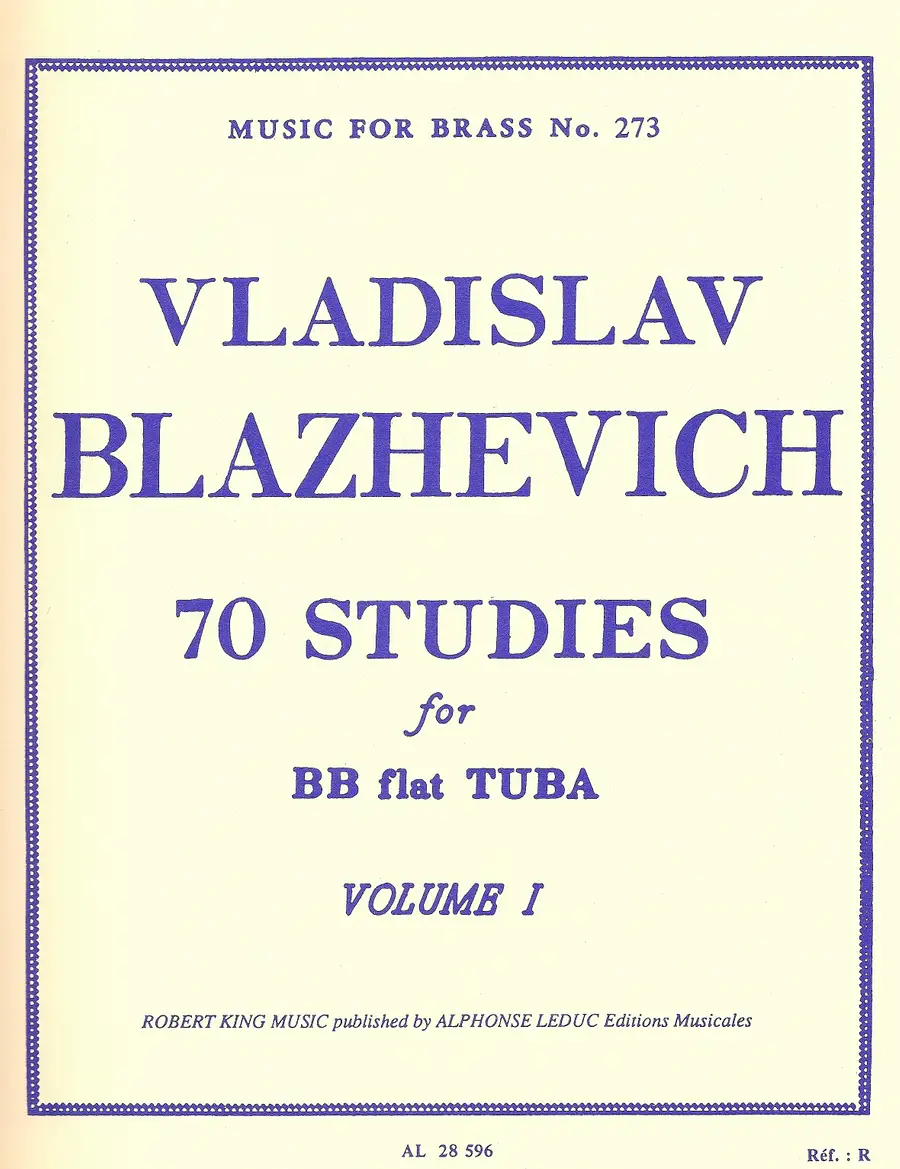 MUSIC FOR BRASS No. 273
VLADISLAV
BLAZHEVICH
70 STUDIES
for
BB flat TUBA
VOLUME I
ROBERT KING MUSIC published by ALPHONSE LEDUC Editions Musicales
AL 28 596
Réf. : R